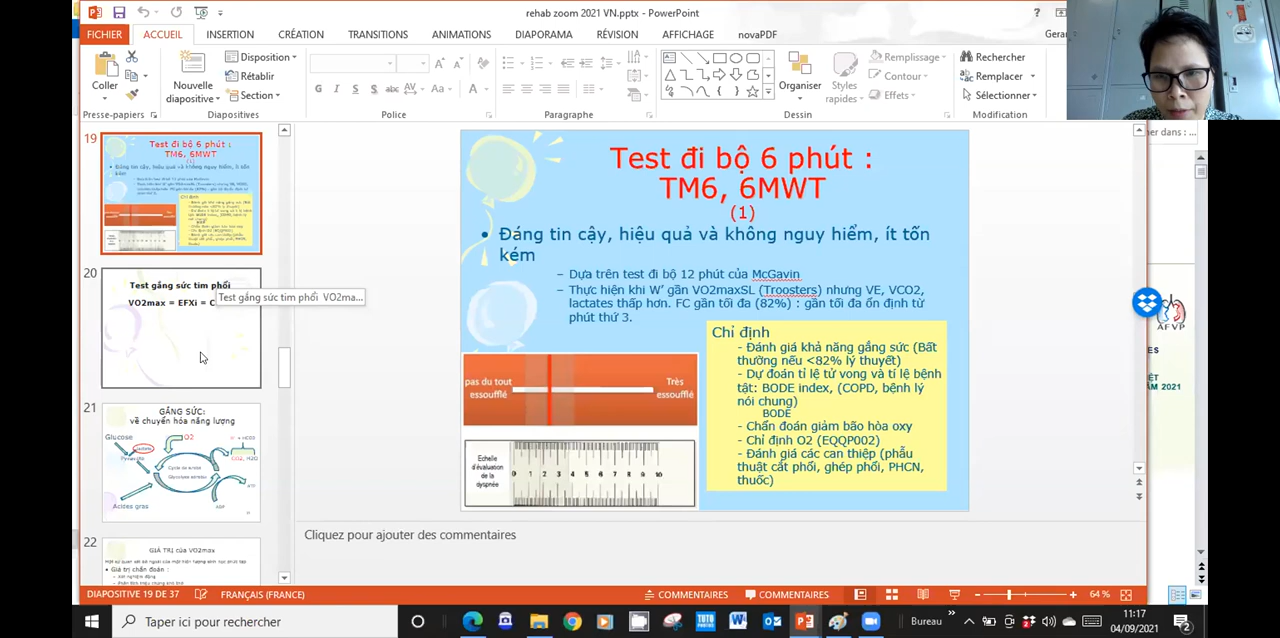 rehab zoom 2021 VN.pptx - PowerPoint
?
FICHIER
ACCUEIL
INSERTION
CRÉATION
TRANSITIONS
ANIMATIONS
DIAPORAMA
RÉVISION
AFFICHAGE
novaPDF
Coller
Nouvelle diapositive
Disposition
Rétablir
Section
G I S S abc AV Aa A
Organiser
Styles rapides
Remplissage
Contour
Effets
Rechercher
Remplacer
Sélectionner
Presse-papiers
Diapositives
Police
Paragraphe
Dessin
Modification
19
Test đi bộ 6 phút :
TM6, 6MWT
20
Test gắng sức tim phổi
VO2max = EFXi =
Test gắng sức tim phổi VO2ma...
21
GẮNG SỨC:
về chuyển hóa năng lượng
Glucose
O2
Acides gras
22
GIÁ TRỊ của VO2max
Test đi bộ 6 phút :
TM6, 6MWT
(1)
• Đáng tin cậy, hiệu quả và không nguy hiểm, ít tốn
kém
– Dựa trên test đi bộ 12 phút của McGavin
– Thực hiện khi W' gần VO2maxSL (Troosters) nhưng VE, VCO2,
lactates thấp hơn. FC gần tối đa (82%) : gần tối đa ổn định từ
phút thứ 3.
Chỉ định
- Đánh giá khả năng gắng sức (Bất
thường nếu <82% lý thuyết)
- Dự đoán tỉ lệ tử vong và tỉ lệ bệnh
tật: BODE index, (COPD, bệnh lý
nói chung)
BODE
- Chẩn đoán giảm bão hòa oxy
- Chỉ định O2 (EQQP002)
- Đánh giá các can thiệp (phẫu
thuật cắt phổi, ghép phổi, PHCN,
thuốc)
pas du tout
essoufflé
Très
essoufflé
Echelle
d'évaluation
de la
dyspnée
0 1 2 3 4 5 6 7 8 9 10
Cliquez pour ajouter des commentaires
AFVP
DIAPOSITIVE 19 DE 37
FRANÇAIS (FRANCE)
COMMENTAIRES
COMMENTAIRES
64 %
Taper ici pour rechercher
Bureau
11:17
04/09/2021
2